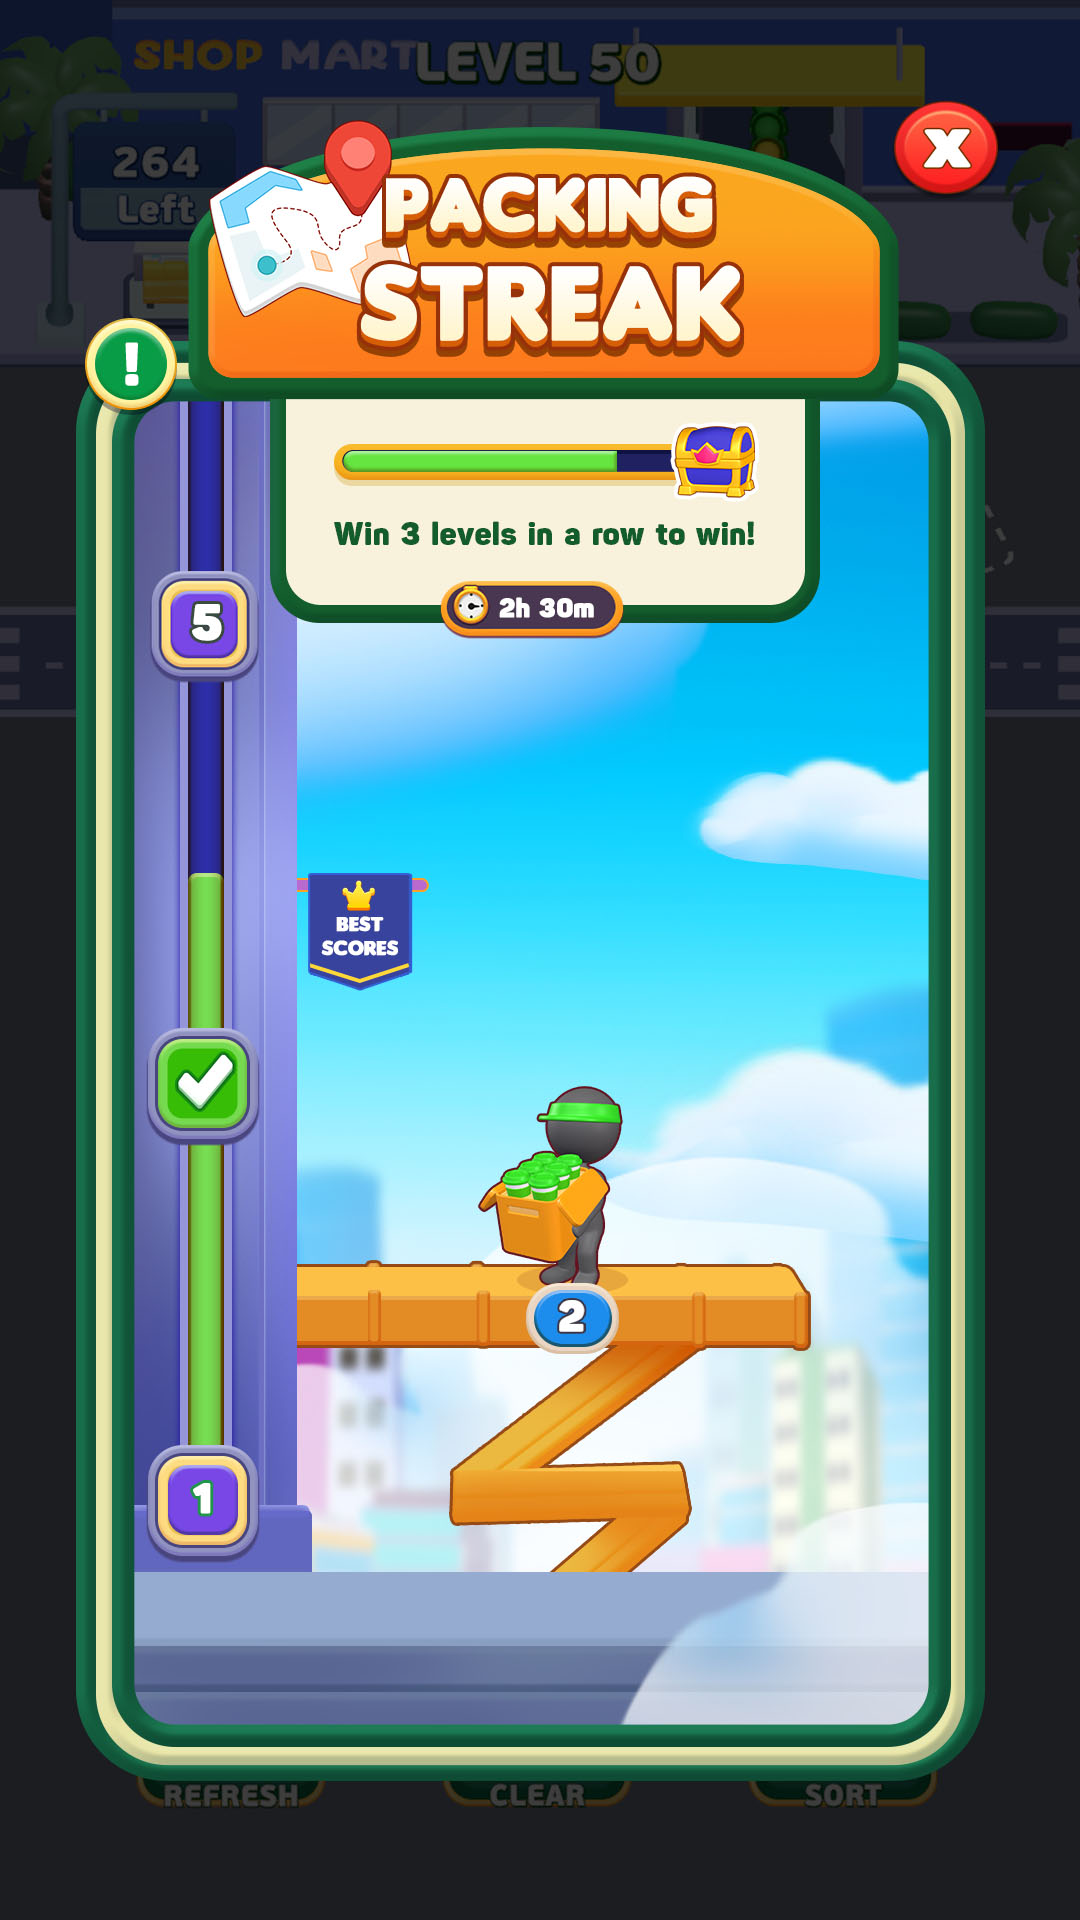 SHOP MART
LEVEL 50
264
Left
X
PACKING
STREAK
!
Win 3 levels in a row to win!
2h 30m
5
BEST
SCORES
2
1
REFRESH
CLEAR
SORT